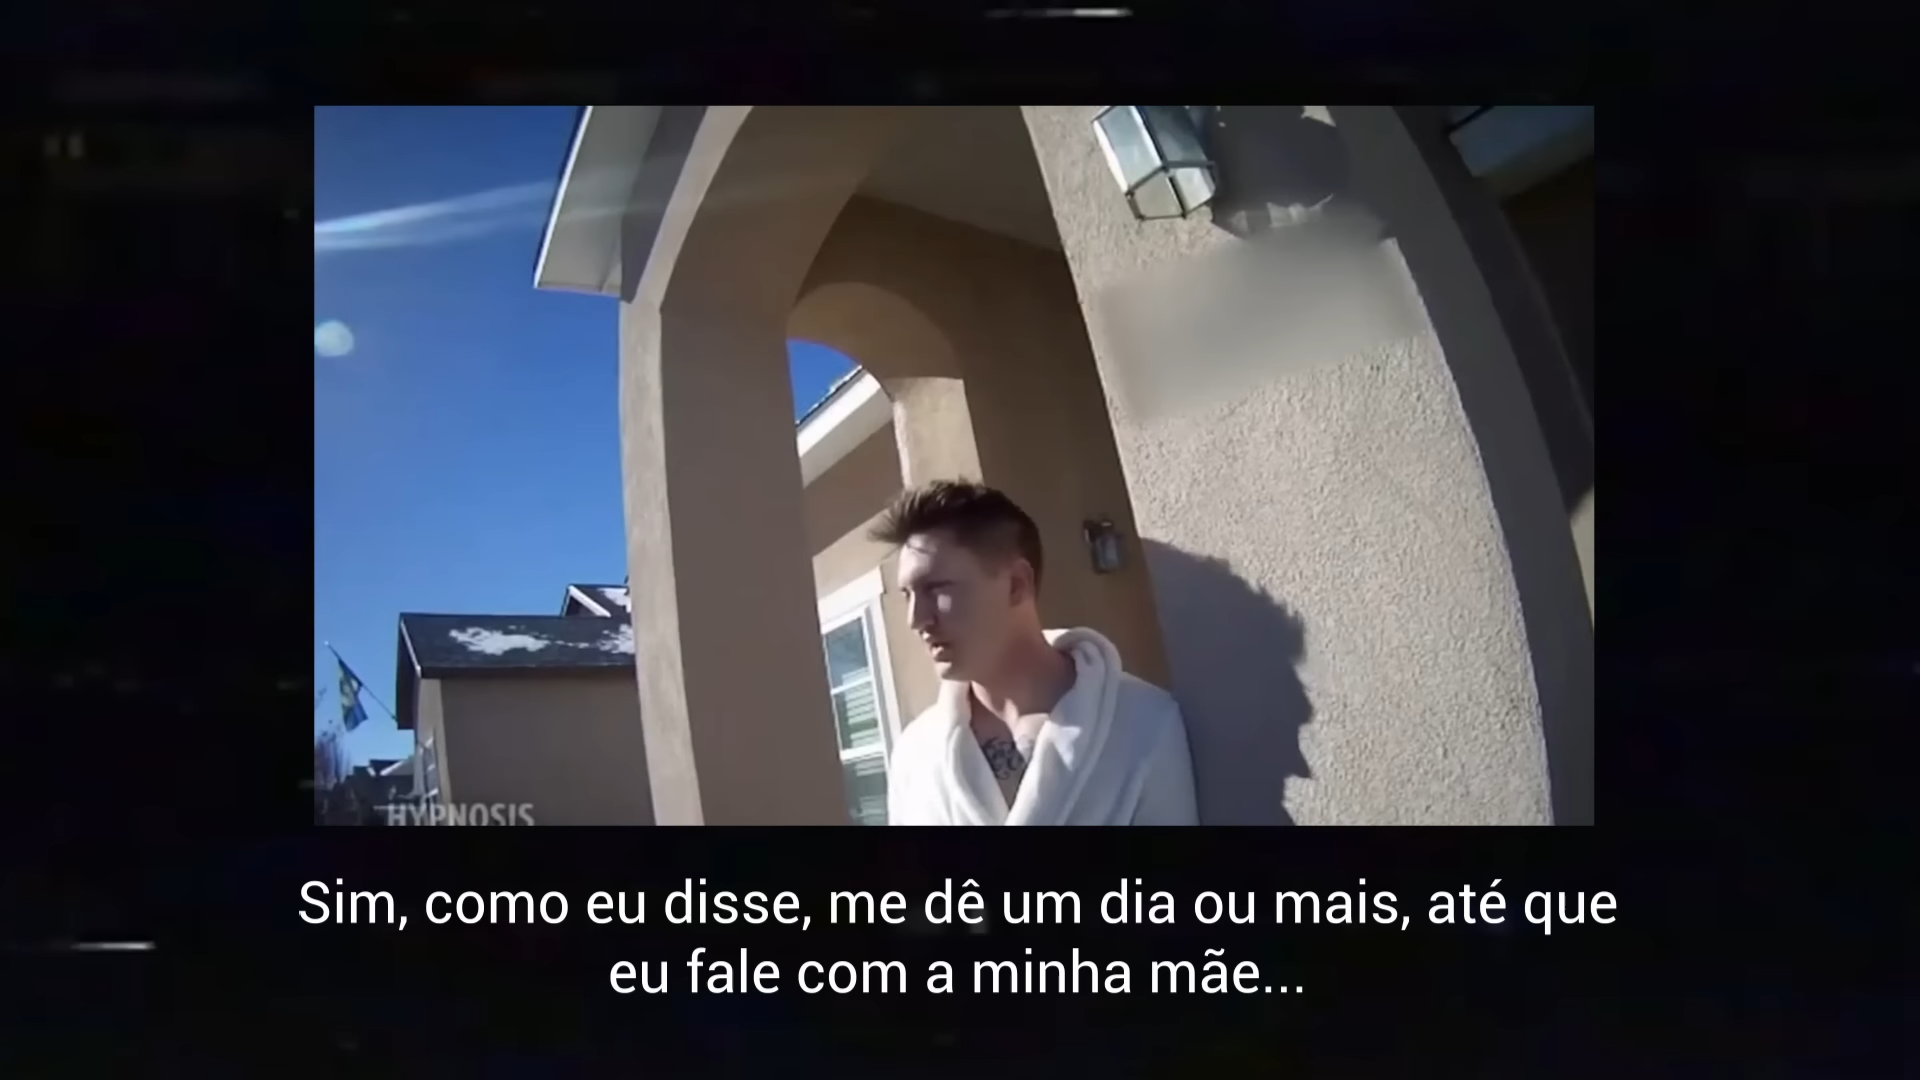 HYPNOSIS
Sim, como eu disse, me dê um dia ou mais, até que
eu fale com a minha mãe...